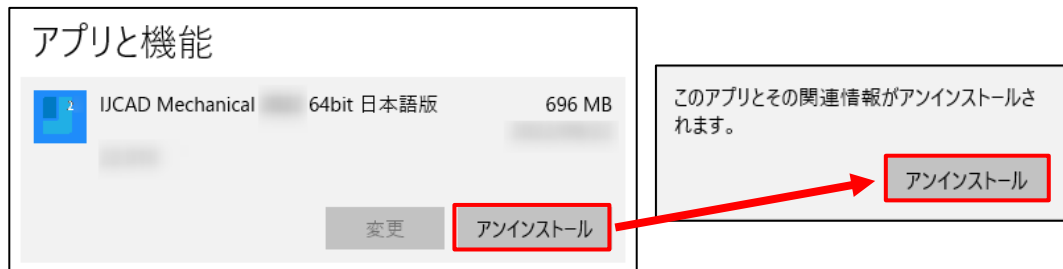 アプリと機能
IJCAD Mechanical 64bit 日本語版 696 MB
変更 アンインストール
このアプリとその関連情報がアンインストールさ
れます。
アンインストール